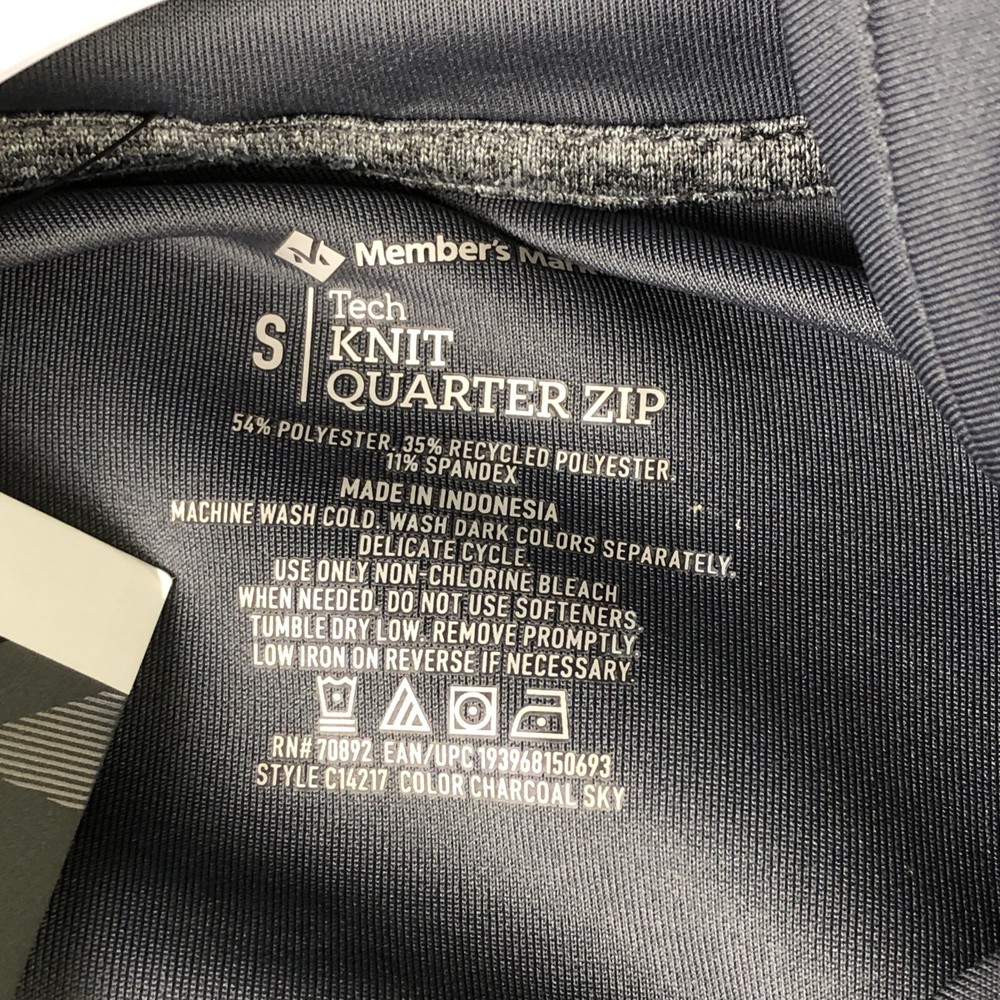 Member's Mark
S
Tech
KNIT
QUARTER ZIP
54% POLYESTER, 35% RECYCLED POLYESTER,
11% SPANDEX
MADE IN INDONESIA
MACHINE WASH COLD. WASH DARK COLORS SEPARATELY.
DELICATE CYCLE.
USE ONLY NON-CHLORINE BLEACH
WHEN NEEDED. DO NOT USE SOFTENERS.
TUMBLE DRY LOW. REMOVE PROMPTLY.
LOW IRON ON REVERSE IF NECESSARY.
RN# 70892 EAN/UPC 193968150693
STYLE C14217 COLOR CHARCOAL SKY